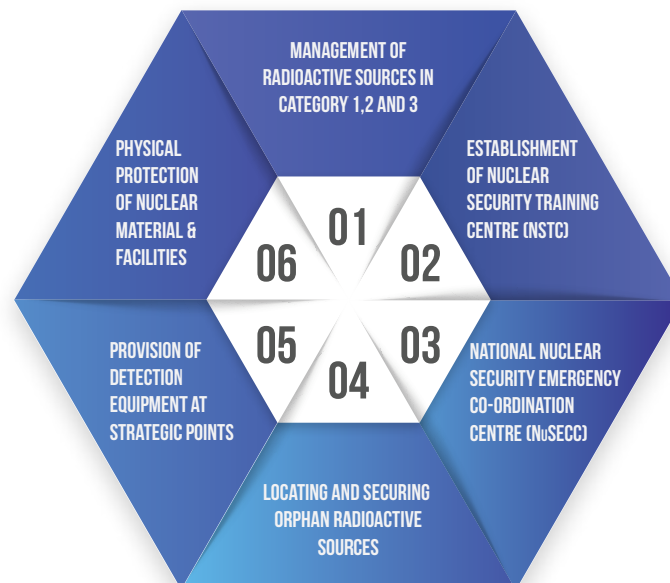 01
MANAGEMENT OF
RADIOACTIVE SOURCES IN
CATEGORY 1,2 AND 3
02
ESTABLISHMENT
OF NUCLEAR
SECURITY TRAINING
CENTRE (NSTC)
03
NATIONAL NUCLEAR
SECURITY EMERGENCY
CO-ORDINATION
CENTRE (NuSECC)
04
LOCATING AND SECURING
ORPHAN RADIOACTIVE
SOURCES
05
PROVISION OF
DETECTION
EQUIPMENT AT
STRATEGIC POINTS
06
PHYSICAL
PROTECTION
OF NUCLEAR
MATERIAL &
FACILITIES